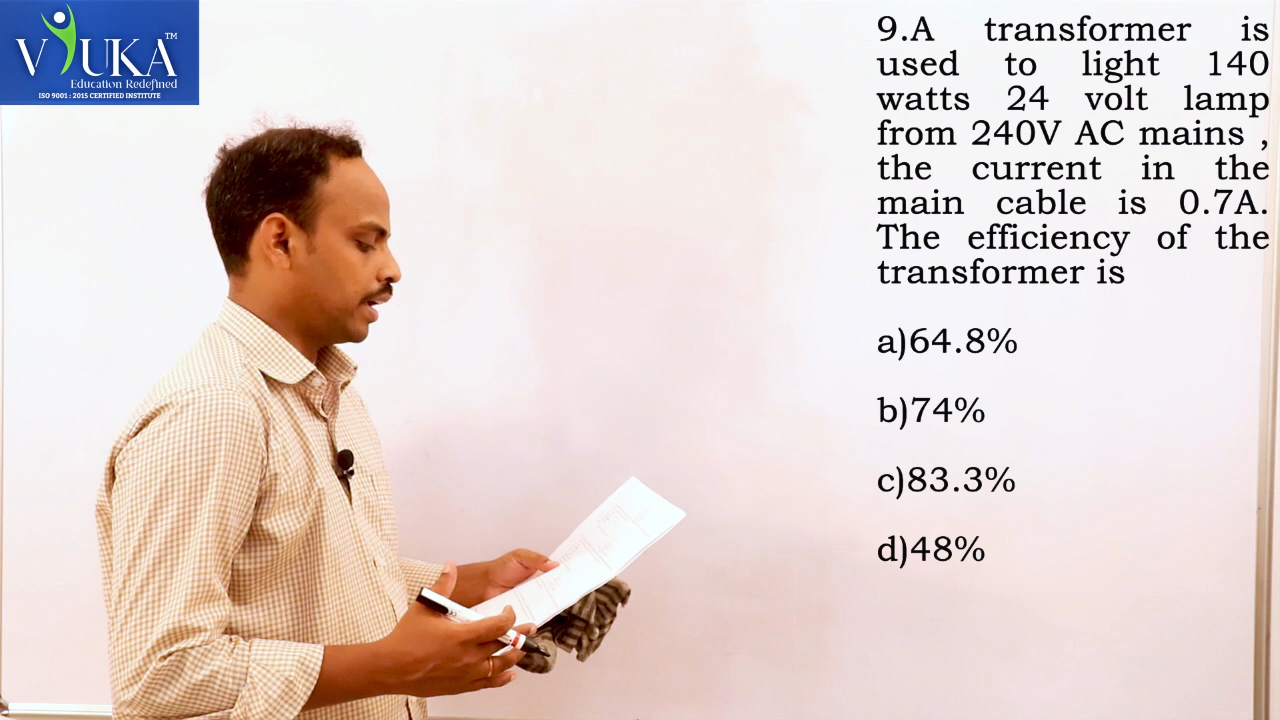 VIUKA TM
Education Redefined
ISO 9001 : 2015 CERTIFIED INSTITUTE
9.A transformer is
used to light 140
watts 24 volt lamp
from 240V AC mains ,
the current in the
main cable is 0.7A.
The efficiency of the
transformer is
a)64.8%
b)74%
c)83.3%
d)48%